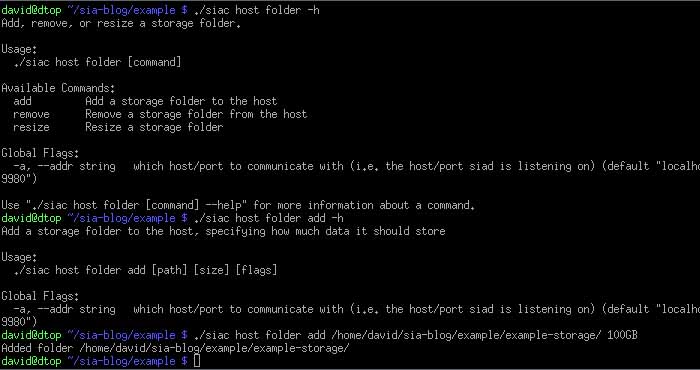 david@dtop ~/sia-blog/example $ ./siac host folder -h
Add, remove, or resize a storage folder.
Usage:
  ./siac host folder [command]
Available Commands:
  add         Add a storage folder to the host
  remove      Remove a storage folder from the host
  resize      Resize a storage folder
Global Flags:
  -a, --addr string   which host/port to communicate with (i.e. the host/port siad is listening on) (default "localho
9980")
Use "./siac host folder [command] --help" for more information about a command.
david@dtop ~/sia-blog/example $ ./siac host folder add -h
Add a storage folder to the host, specifying how much data it should store
Usage:
  ./siac host folder add [path] [size] [flags]
Global Flags:
  -a, --addr string   which host/port to communicate with (i.e. the host/port siad is listening on) (default "localho
9980")
david@dtop ~/sia-blog/example $ ./siac host folder add /home/david/sia-blog/example/example-storage/ 100GB
Added folder /home/david/sia-blog/example/example-storage/
david@dtop ~/sia-blog/example $